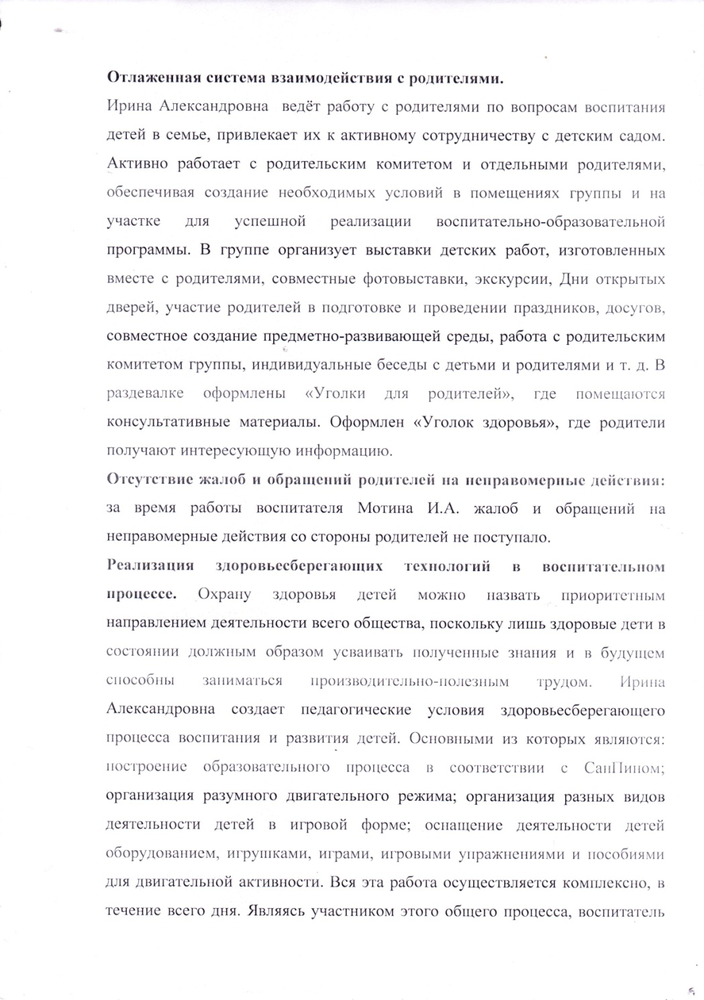 Отлаженная система взаимодействия с родителями.
Ирина Александровна ведёт работу с родителями по вопросам воспитания
детей в семье, привлекает их к активному сотрудничеству с детским садом.
Активно работает с родительским комитетом и отдельными родителями,
обеспечивая создание необходимых условий в помещениях группы и на
участке для успешной реализации воспитательно-образовательной
программы. В группе организует выставки детских работ, изготовленных
вместе с родителями, совместные фотовыставки, экскурсии, Дни открытых
дверей, участие родителей в подготовке и проведении праздников, досугов,
совместное создание предметно-развивающей среды, работа с родительским
комитетом группы, индивидуальные беседы с детьми и родителями и т. д. В
раздевалке оформлены «Уголки для родителей», где помещаются
консультативные материалы. Оформлен «Уголок здоровья», где родители
получают интересующую информацию.
Отсутствие жалоб и обращений родителей на неправомерные действия:
за время работы воспитателя Мотина И.А. жалоб и обращений на
неправомерные действия со стороны родителей не поступало.
Реализация здоровьесберегающих технологий в воспитательном
процессе. Охрану здоровья детей можно назвать приоритетным
направлением деятельности всего общества, поскольку лишь здоровые дети в
состоянии должным образом усваивать полученные знания и в будущем
способны заниматься производительно-полезным трудом. Ирина
Александровна создает педагогические условия здоровьесберегающего
процесса воспитания и развития детей. Основными из которых являются:
построение образовательного процесса в соответствии с СанПином;
организация разумного двигательного режима; организация разных видов
деятельности детей в игровой форме; оснащение деятельности детей
оборудованием, игрушками, играми, игровыми упражнениями и пособиями
для двигательной активности. Вся эта работа осуществляется комплексно, в
течение всего дня. Являясь участником этого общего процесса, воспитатель